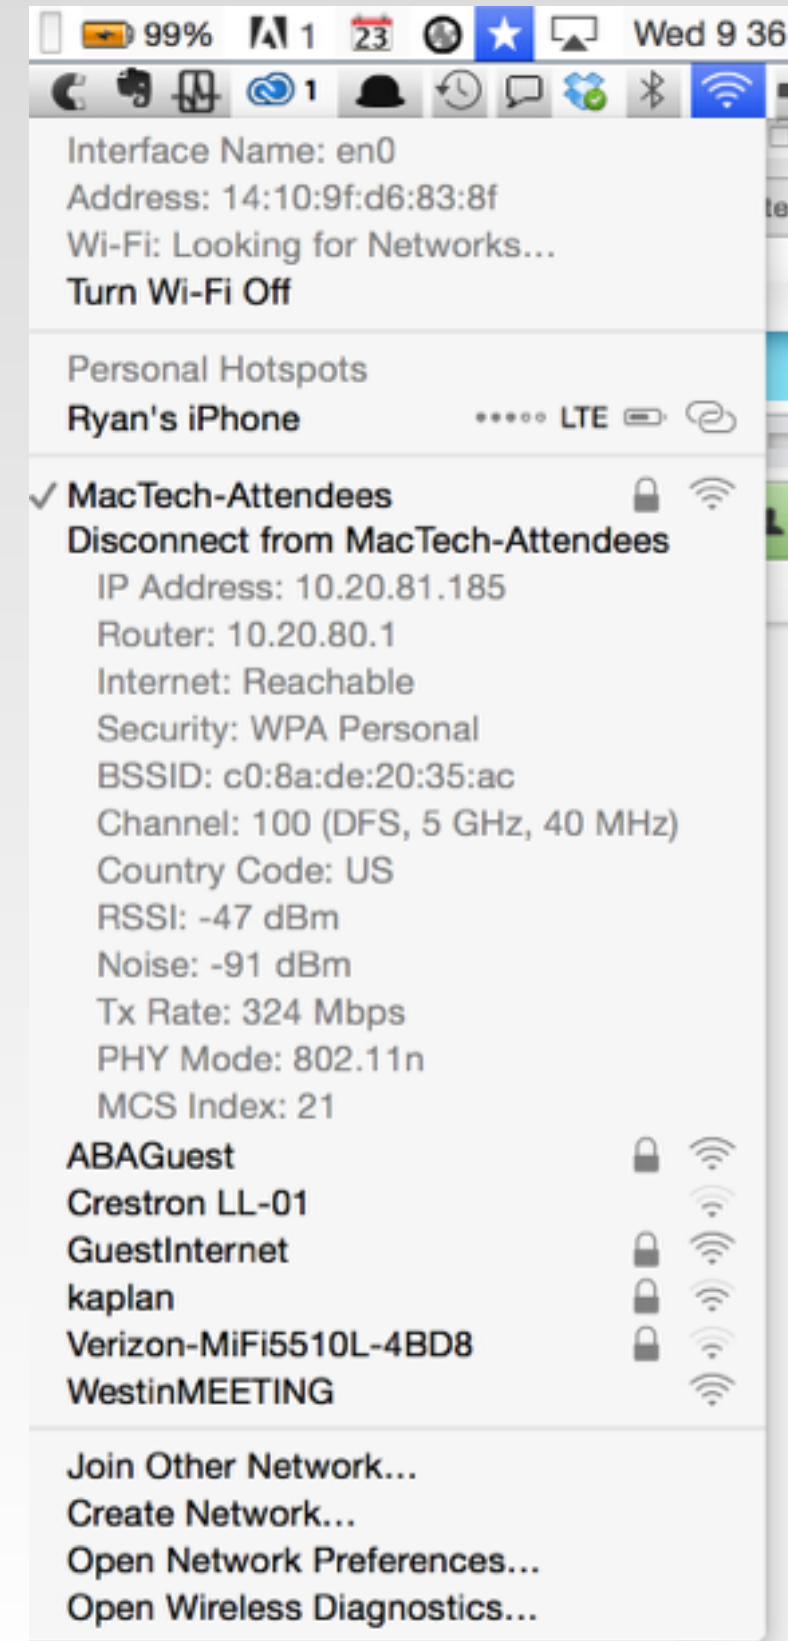 99% 1 23 Wed 9 36
1
Interface Name: en0
Address: 14:10:9f:d6:83:8f
Wi-Fi: Looking for Networks...
Turn Wi-Fi Off
Personal Hotspots
Ryan's iPhone LTE
MacTech-Attendees
Disconnect from MacTech-Attendees
IP Address: 10.20.81.185
Router: 10.20.80.1
Internet: Reachable
Security: WPA Personal
BSSID: c0:8a:de:20:35:ac
Channel: 100 (DFS, 5 GHz, 40 MHz)
Country Code: US
RSSI: -47 dBm
Noise: -91 dBm
Tx Rate: 324 Mbps
PHY Mode: 802.11n
MCS Index: 21
ABAGuest
Crestron LL-01
GuestInternet
kaplan
Verizon-MiFi5510L-4BD8
WestinMEETING
Join Other Network...
Create Network...
Open Network Preferences...
Open Wireless Diagnostics...